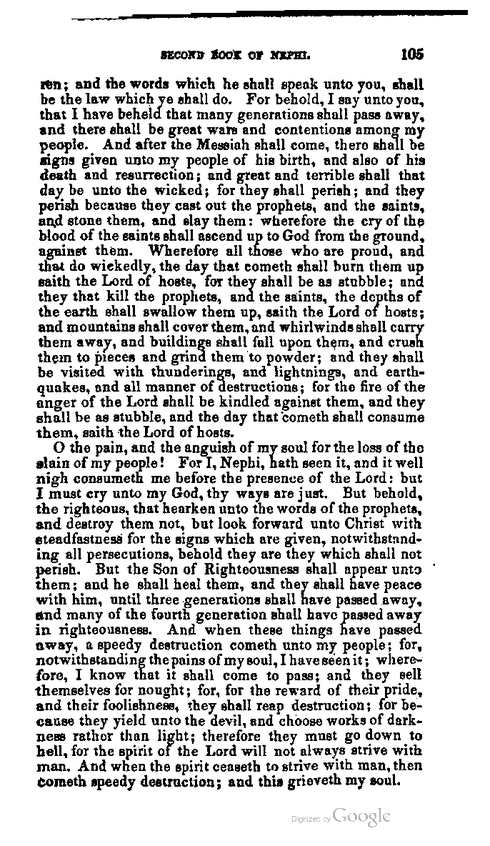 SECOND BOOK OF NEPHI. 105
ren; and the words which he shall speak unto you, shall
be the law which ye shall do. For behold, I say unto you,
that I have beheld that many generations shall pass away,
and there shall be great wars and contentions among my
people. And after the Messiah shall come, there shall be
signs given unto my people of his birth, and also of his
death and resurrection; and great and terrible shall that
day be unto the wicked; for they shall perish; and they
perish because they cast out the prophets, and the saints,
and stone them, and slay them: wherefore the cry of the
blood of the saints shall ascend up to God from the ground,
against them. Wherefore all those who are proud, and
that do wickedly, the day that cometh shall burn them up
saith the Lord of hosts, for they shall be as stubble; and
they that kill the prophets, and the saints, the depths of
the earth shall swallow them up, saith the Lord of hosts;
and mountains shall cover them, and whirlwinds shall carry
them away, and buildings shall fall upon them, and crush
them to pieces and grind them to powder; and they shall
be visited with thunderings, and lightnings, and earth-
quakes, and all manner of destructions; for the fire of the
anger of the Lord shall be kindled against them, and they
shall be as stubble, and the day that cometh shall consume
them, saith the Lord of hosts.
O the pain, and the anguish of my soul for the loss of the
slain of my people! For I, Nephi, hath seen it, and it well
nigh consumeth me before the presence of the Lord: but
I must cry unto my God, thy ways are just. But behold,
the righteous, that hearken unto the words of the prophets,
and destroy them not, but look forward unto Christ with
steadfastness for the signs which are given, notwithstand-
ing all persecutions, behold they are they which shall not
perish. But the Son of Righteousness shall appear unto
them; and he shall heal them, and they shall have peace
with him, until three generations shall have passed away,
and many of the fourth generation shall have passed away
in righteousness. And when these things have passed
away, a speedy destruction cometh unto my people; for,
notwithstanding the pains of my soul, I have seen it; where-
fore, I know that it shall come to pass; and they sell
themselves for nought; for, for the reward of their pride,
and their foolishness, they shall reap destruction; for be-
cause they yield unto the devil, and choose works of dark-
ness rather than light; therefore they must go down to
hell, for the spirit of the Lord will not always strive with
man. And when the spirit ceaseth to strive with man, then
cometh speedy destruction; and this grieveth my soul.
Digitized by Google